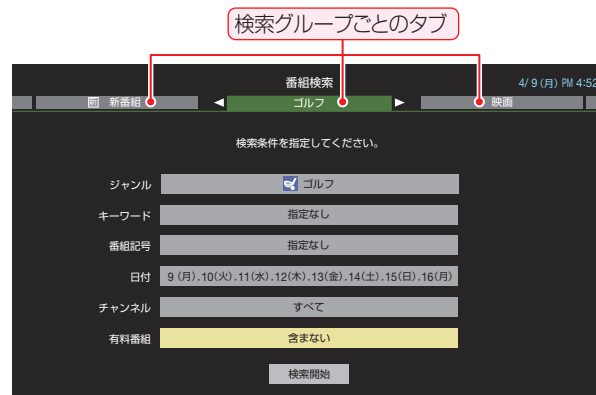 検索グループごとのタブ
番組検索 4/ 9 (月) PM 4:52
新 新番組 ◀ ゴルフ ▶ 映画
検索条件を指定してください。
ジャンル ゴルフ
キーワード 指定なし
番組記号 指定なし
日付 9 (月).10(火).11(水).12(木).13(金).14(土).15(日).16(月)
チャンネル すべて
有料番組 含まない
検索開始